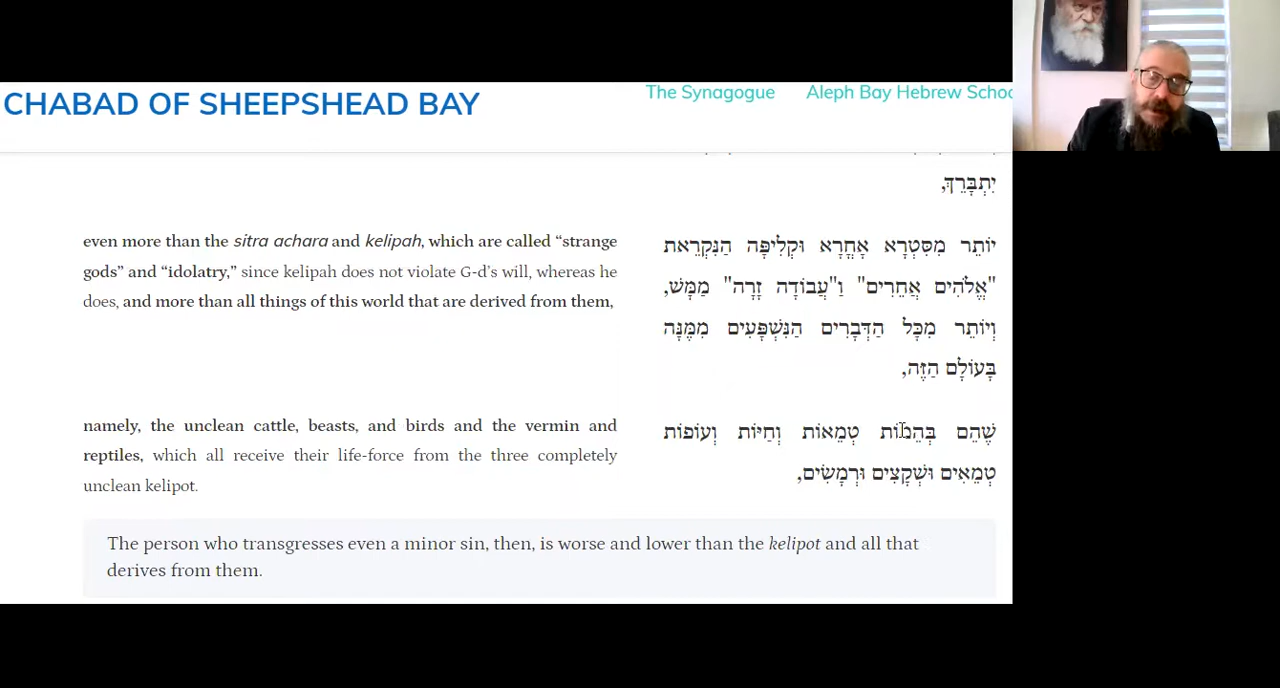 CHABAD OF SHEEPSHEAD BAY
The Synagogue
Aleph Bay Hebrew Schoo
יִתְבָּרֵךְ,
even more than the sitra achara and kelipah, which are called “strange
gods” and “idolatry,” since kelipah does not violate G-d’s will, whereas he
does, and more than all things of this world that are derived from them,
יוֹתֵר מִסִּטְרָא אָחֳרָא וּקְלִיפָּה הַנִּקְרֵאת
"אֱלֹהִים אֲחֵרִים" וַ"עֲבוֹדָה זָרָה" מַמָּשׁ,
וְיוֹתֵר מִכָּל הַדְּבָרִים הַנִּשְׁפָּעִים מִמֶּנָּה
בָּעוֹלָם הַזֶּה,
namely, the unclean cattle, beasts, and birds and the vermin and
reptiles, which all receive their life-force from the three completely
unclean kelipot.
שֶׁהֵם בְּהֵמוֹת טְמֵאוֹת וְחַיּוֹת וְעוֹפוֹת
טְמֵאִים וּשְׁקָצִים וּרְמָשִׂים,
The person who transgresses even a minor sin, then, is worse and lower than the kelipot and all that
derives from them.